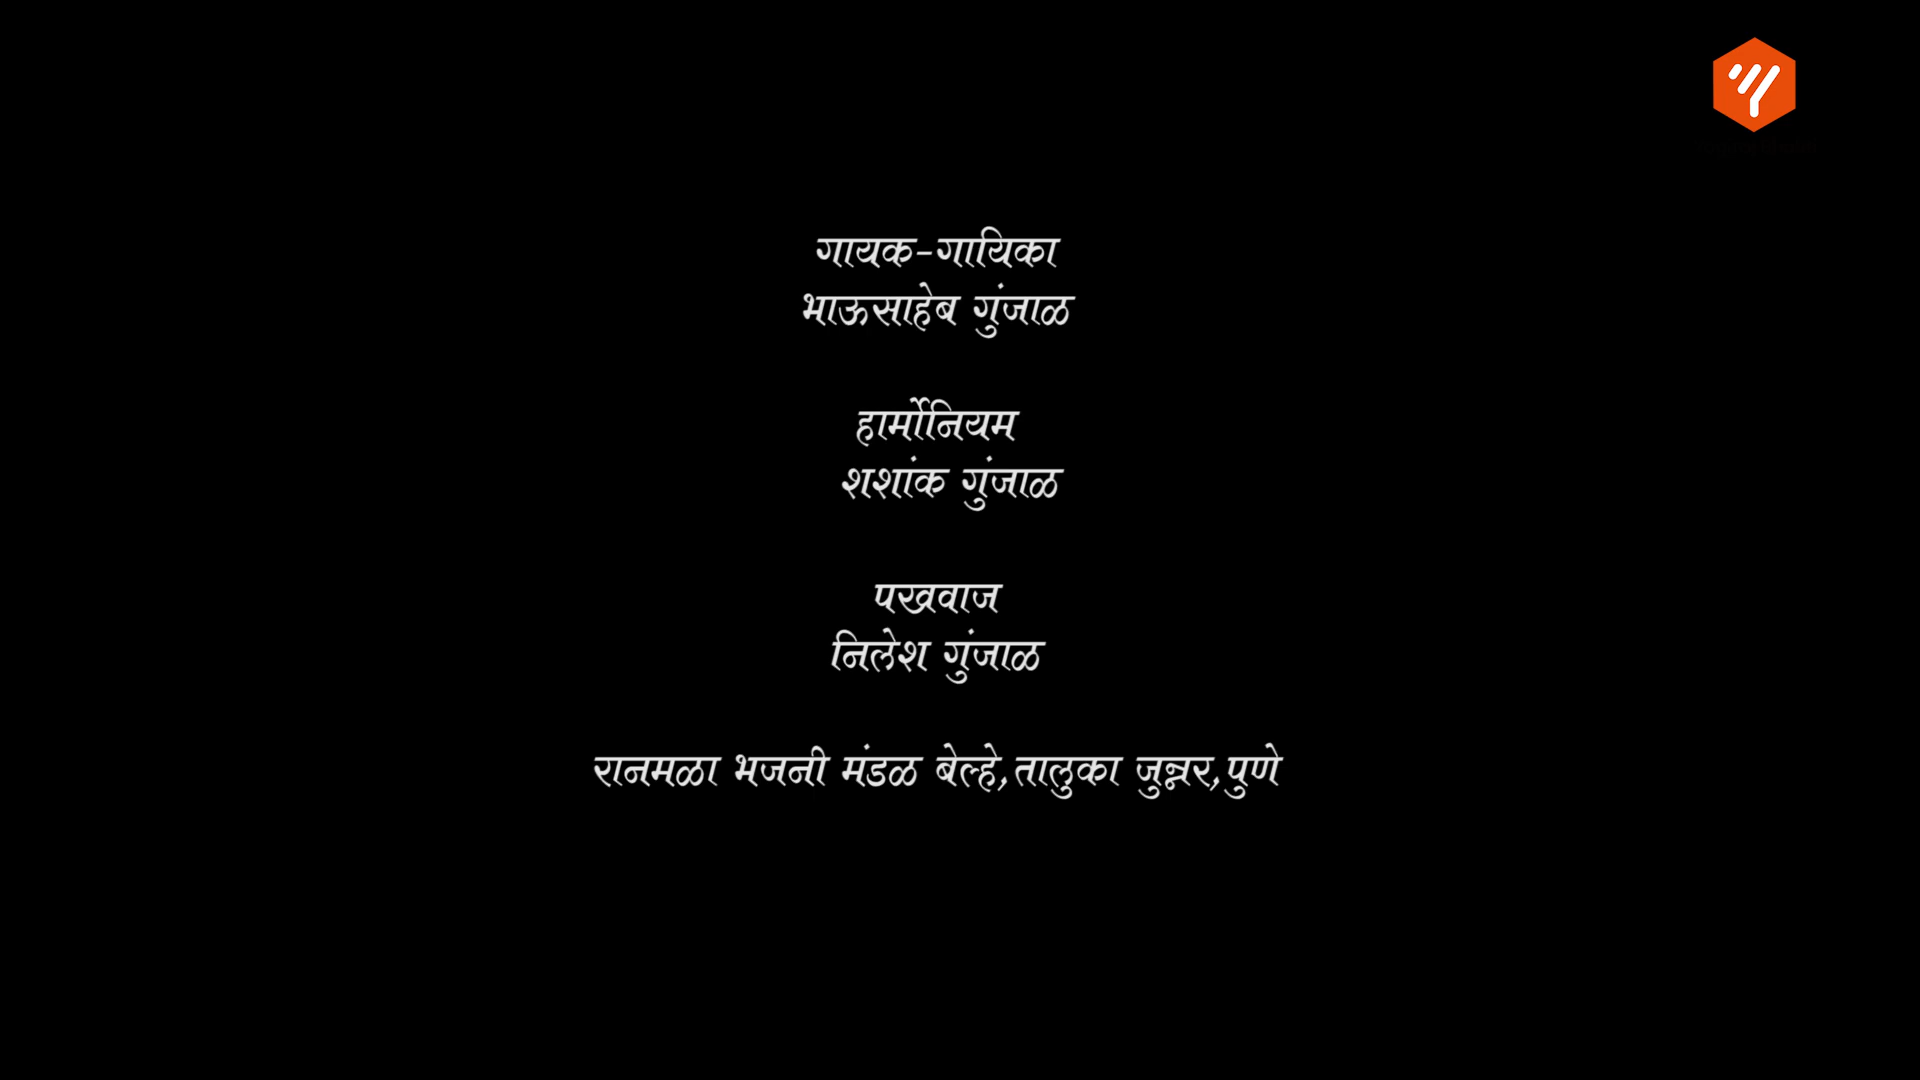 गायक-गायिका
भाऊसाहेब गुंजाळ
हार्मोनियम
शशांक गुंजाळ
पखवाज
निलेश गुंजाळ
रानमळा भजनी मंडळ बेल्हे,तालुका जुन्नर,पुणे